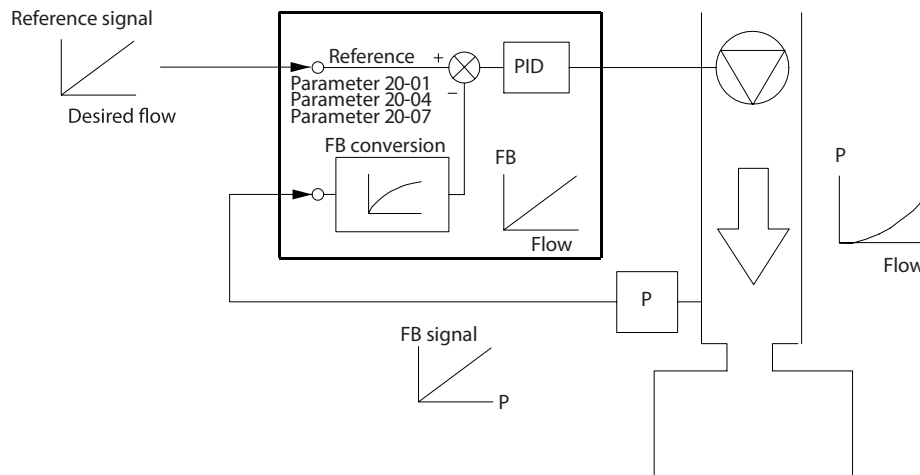 Reference signal
Desired flow
Reference
+
−
PID
Parameter 20-01
Parameter 20-04
Parameter 20-07
FB conversion
FB
Flow
P
Flow
P
FB signal
P